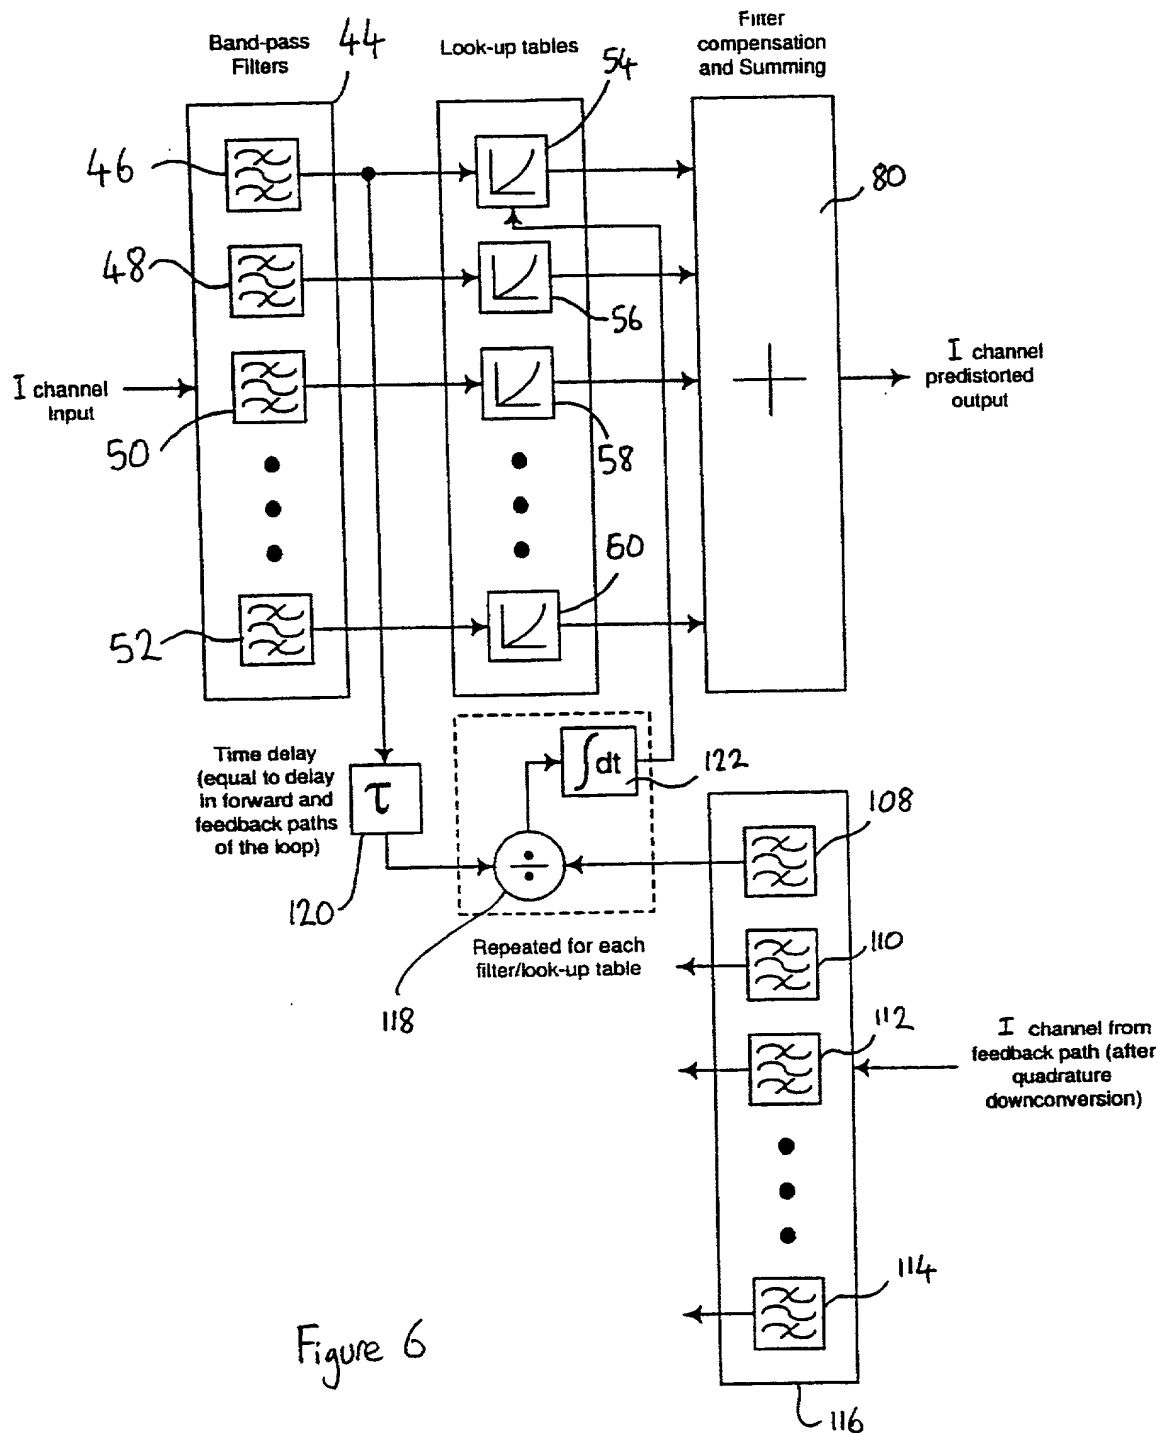 Band-pass
Filters
44
Look-up tables
54
Filter
compensation
and Summing
46
80
48
56
I channel
Input
50
58
I channel
predistorted
output
60
52
Time delay
(equal to delay
in forward and
feedback paths
of the loop)
τ
120
∫dt
122
÷
118
Repeated for each
filter/look-up table
108
110
112
I channel from
feedback path (after
quadrature
downconversion)
114
116
Figure 6